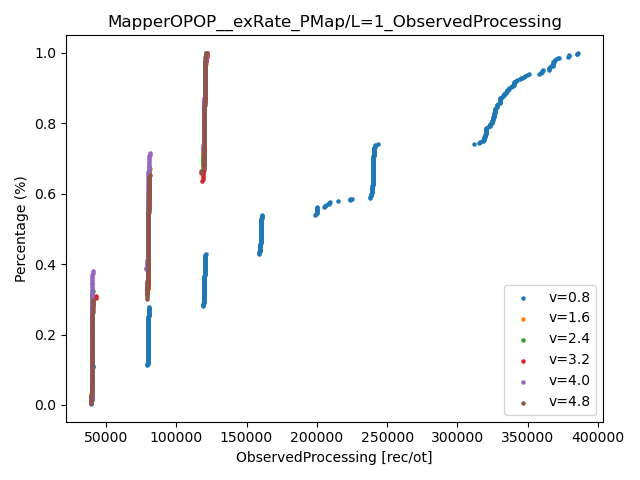 MapperOPOP__exRate_PMap/L=1_ObservedProcessing
1.0
0.8
0.6
0.4
0.2
0.0
Percentage (%)
v=0.8
v=1.6
v=2.4
v=3.2
v=4.0
v=4.8
50000 100000 150000 200000 250000 300000 350000 400000
ObservedProcessing [rec/ot]